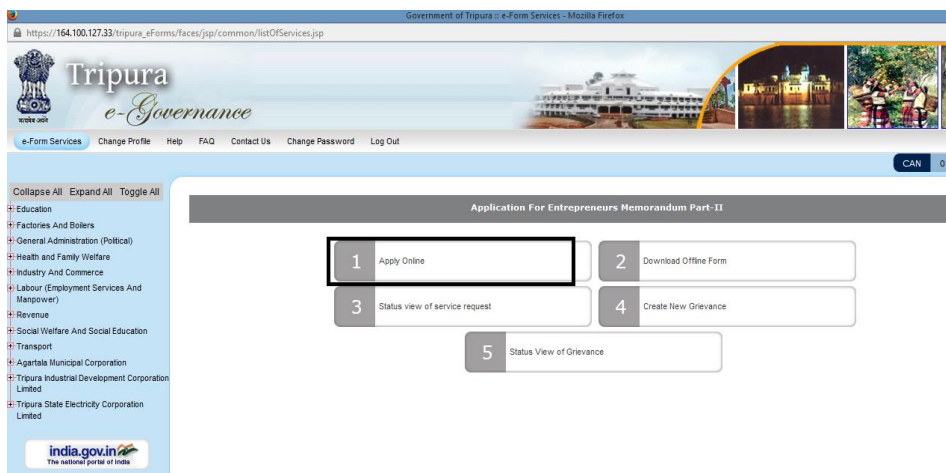 Government of Tripura :: e-Form Services - Mozilla Firefox
https://164.100.127.33/tripura_eForms/faces/jsp/common/listOfServices.jsp
Tripura
e-Governance
सत्यमेव जयते
e-Form Services Change Profile Help FAQ Contact Us Change Password Log Out
CAN 0
Collapse All Expand All Toggle All
Education
Factories And Boilers
General Administration (Political)
Health and Family Welfare
Industry And Commerce
Labour (Employment Services And
Manpower)
Revenue
Social Welfare And Social Education
Transport
Agartala Municipal Corporation
Tripura Industrial Development Corporation
Limited
Tripura State Electricity Corporation
Limited
india.gov.in
The national portal of India
Application For Entrepreneurs Memorandum Part-II
1 Apply Online
2 Download Offline Form
3 Status view of service request
4 Create New Grievance
5 Status View of Grievance